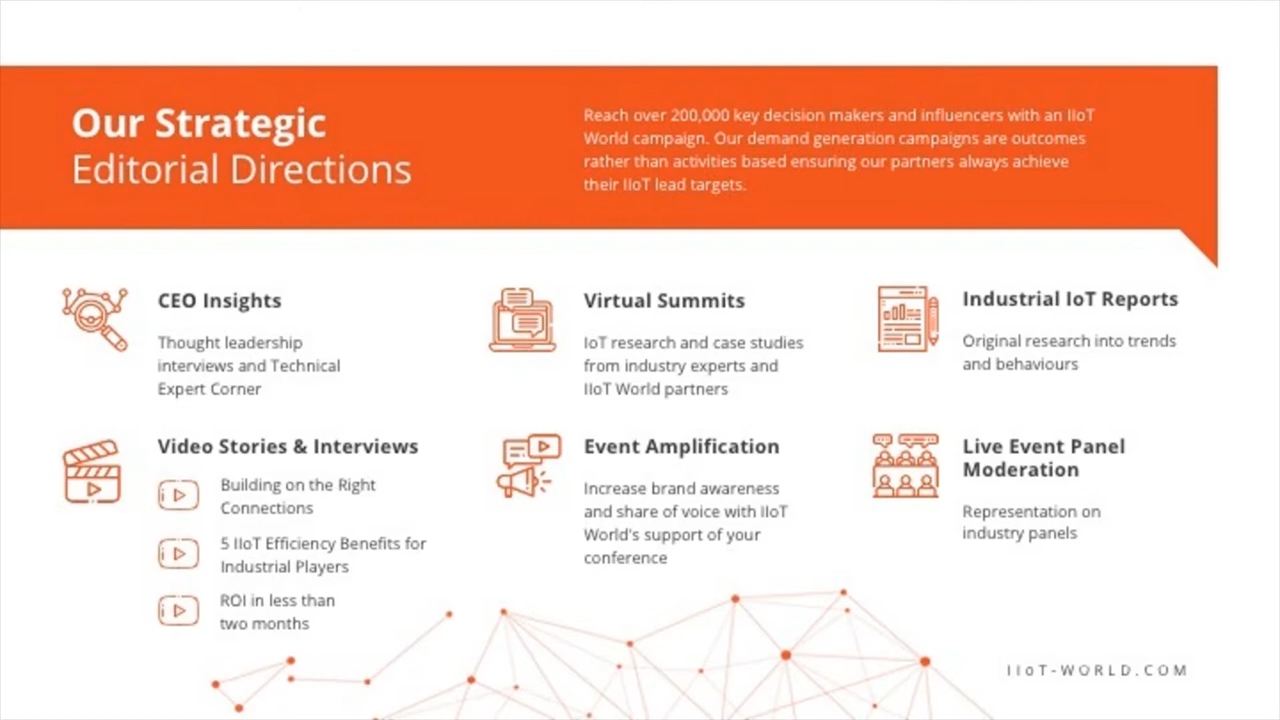 Our Strategic
Editorial Directions
Reach over 200,000 key decision makers and influencers with an IIoT
World campaign. Our demand generation campaigns are outcomes
rather than activities based ensuring our partners always achieve
their IIoT lead targets.
CEO Insights
Thought leadership
interviews and Technical
Expert Corner
Virtual Summits
IoT research and case studies
from industry experts and
IIoT World partners
Industrial IoT Reports
Original research into trends
and behaviours
Video Stories & Interviews
Building on the Right
Connections
5 IIoT Efficiency Benefits for
Industrial Players
ROI in less than
two months
Event Amplification
Increase brand awareness
and share of voice with IIoT
World's support of your
conference
Live Event Panel
Moderation
Representation on
industry panels
IIoT-WORLD.COM